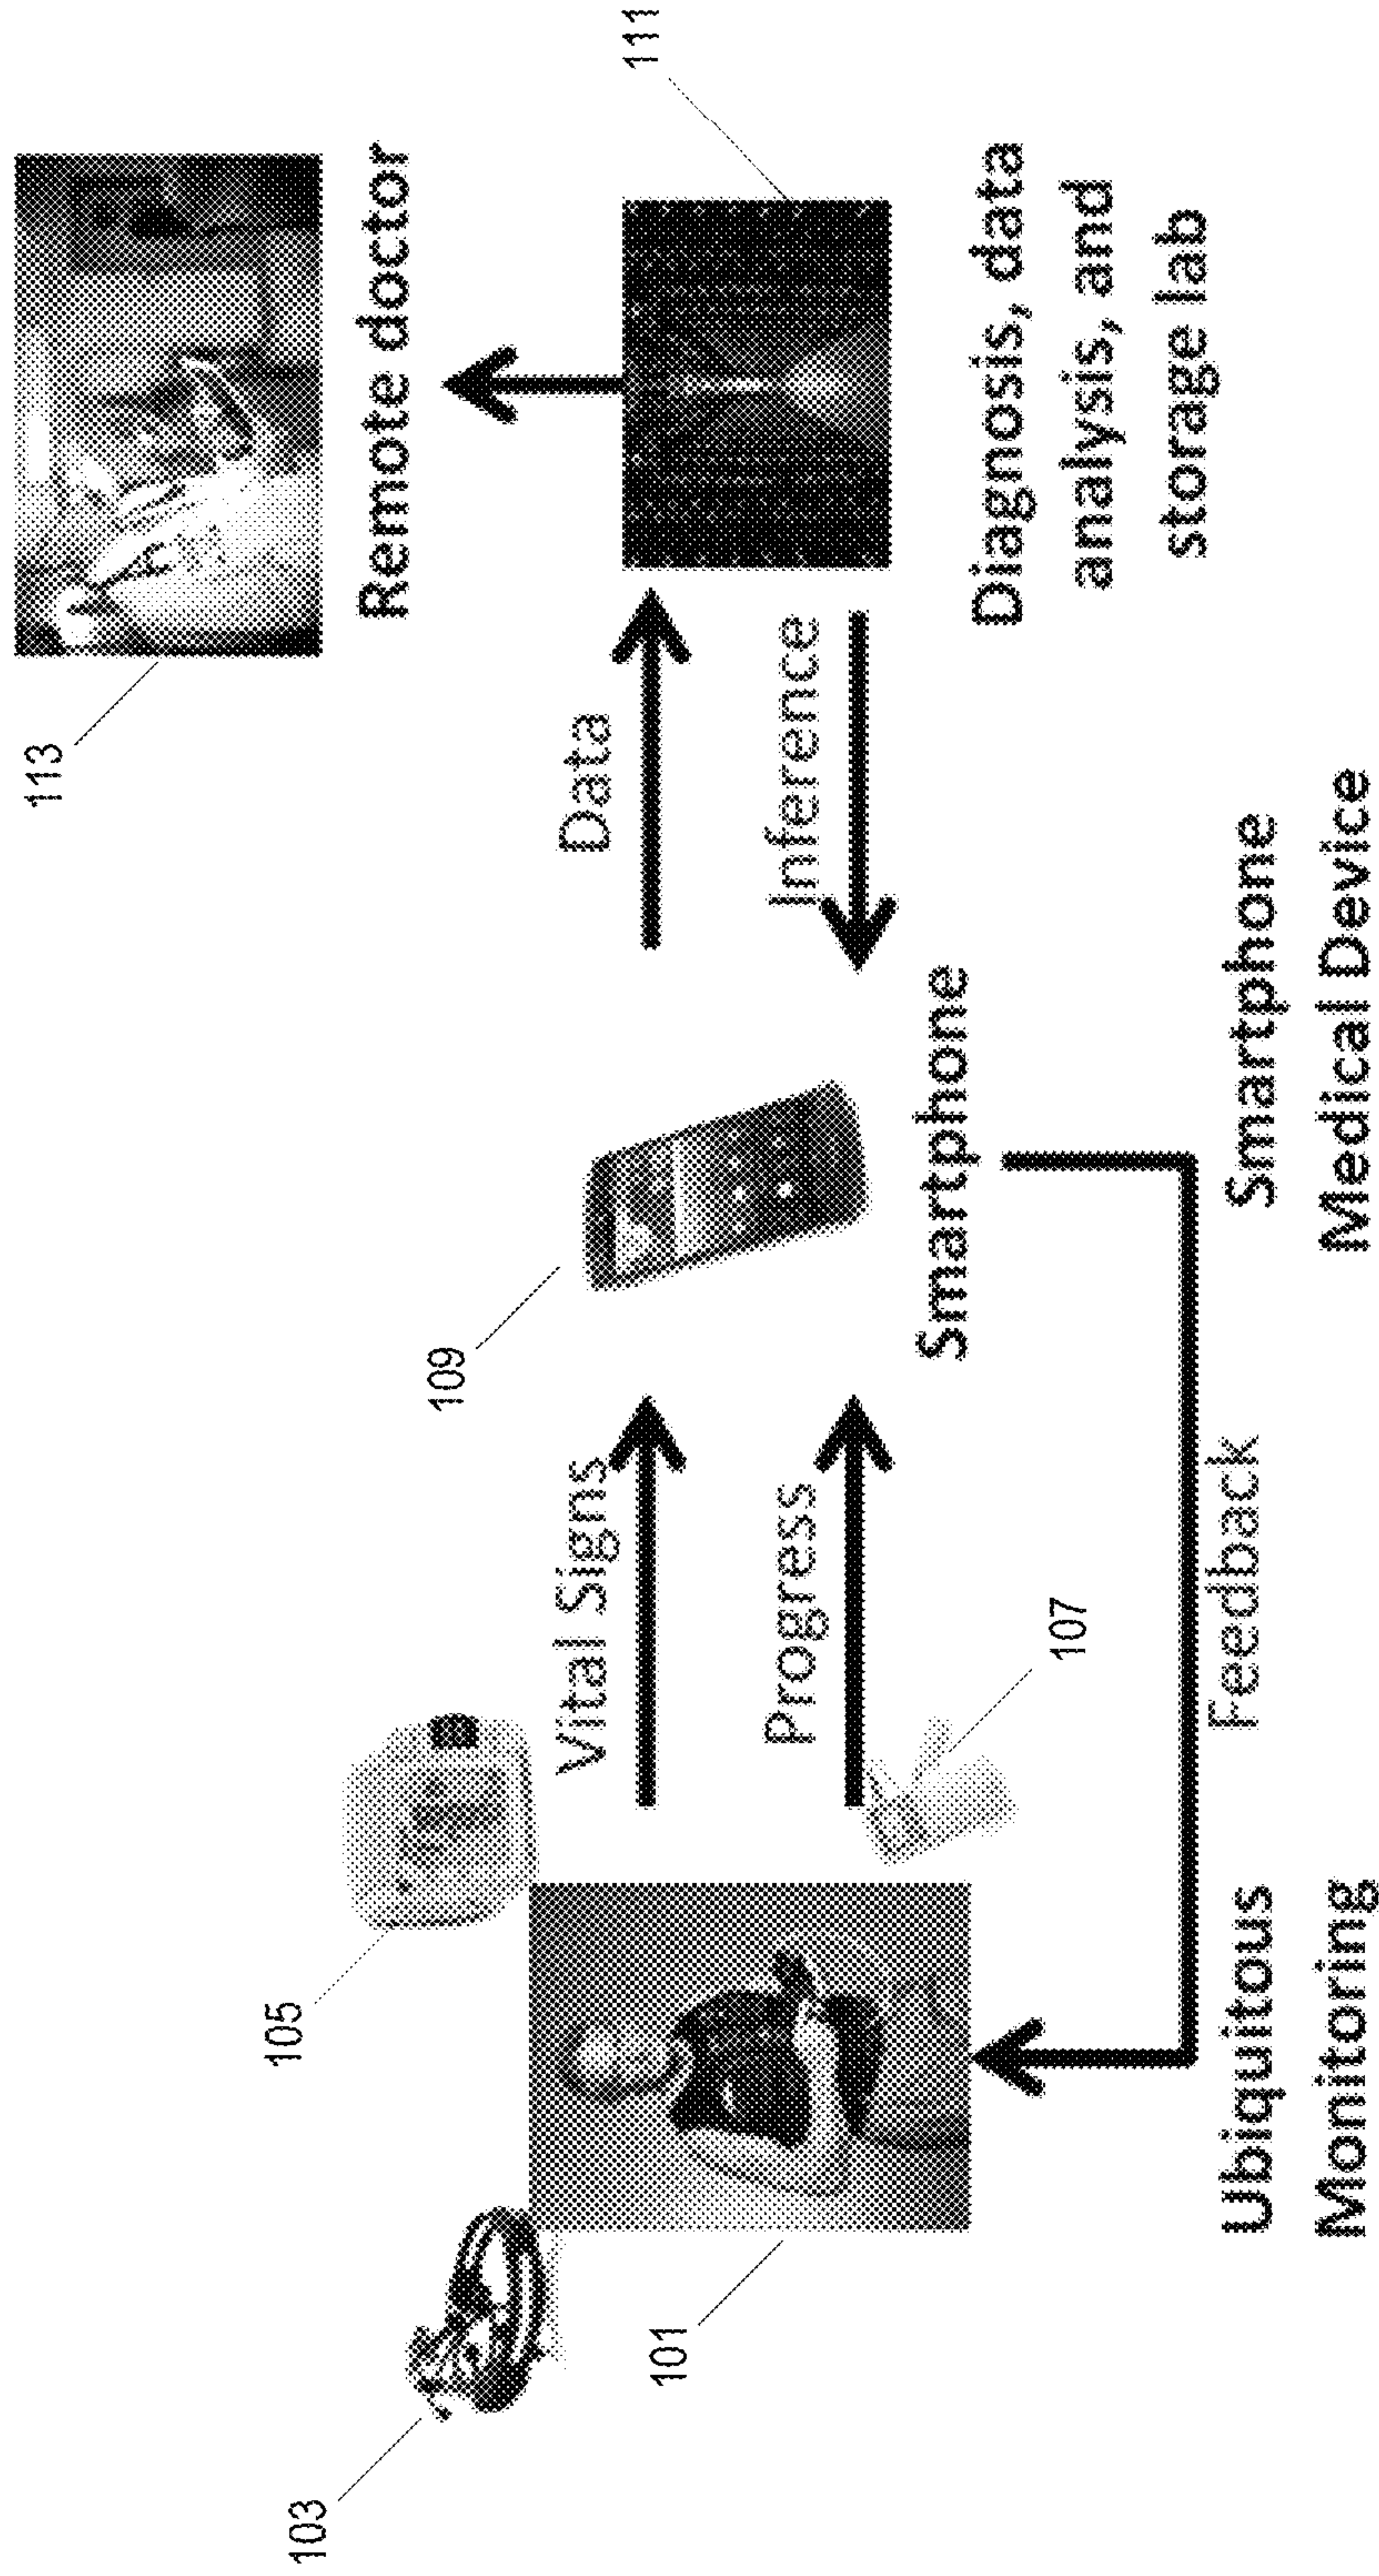 113
Remote doctor
111
103
105
109
Vital Signs
Data
101
Progress
Inference
107
Smartphone
Diagnosis, data
analysis, and
storage lab
Feedback
Ubiquitous
Monitoring
Smartphone
Medical Device